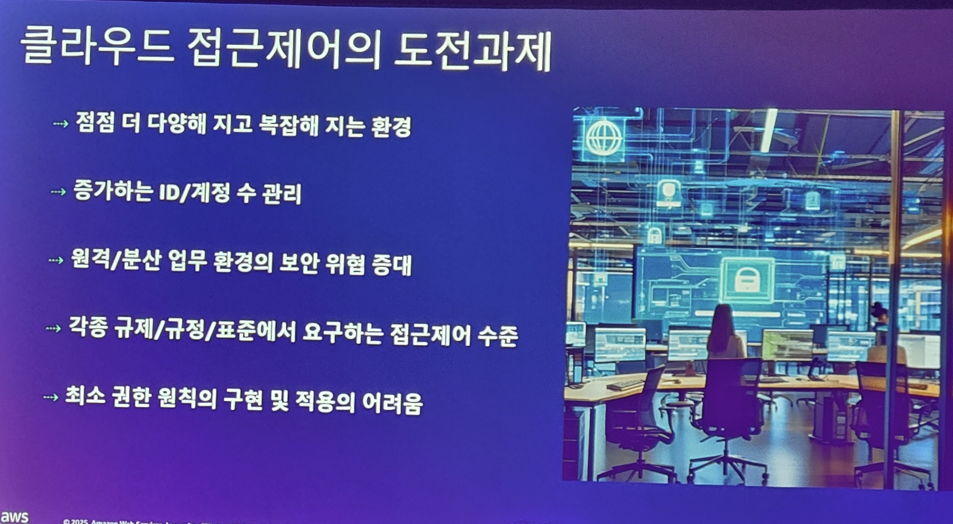 클라우드 접근제어의 도전과제
⇢ 점점 더 다양해 지고 복잡해 지는 환경
⇢ 증가하는 ID/계정 수 관리
⇢ 원격/분산 업무 환경의 보안 위협 증대
⇢ 각종 규제/규정/표준에서 요구하는 접근제어 수준
⇢ 최소 권한 원칙의 구현 및 적용의 어려움
aws
© 2025, Amazon Web